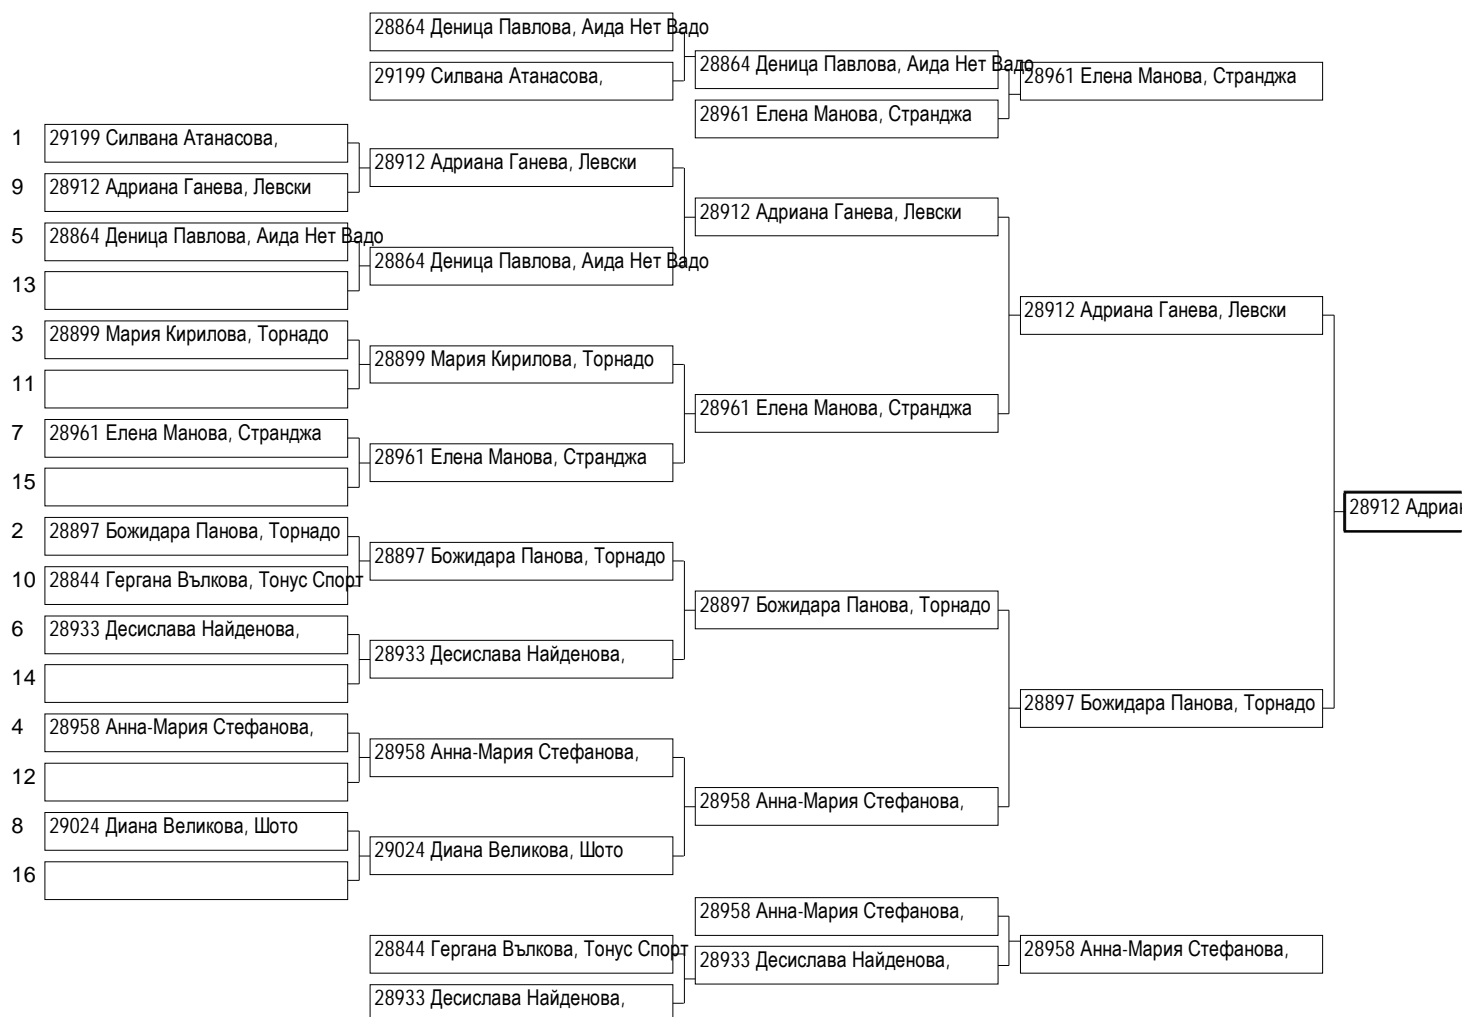 28864 Деница Павлова, Аида Нет Вадо
29199 Силвана Атанасова,
28864 Деница Павлова, Аида Нет Вадо
28961 Елена Манова, Странджа
28961 Елена Манова, Странджа
1 29199 Силвана Атанасова,
9 28912 Адриана Ганева, Левски
5 28864 Деница Павлова, Аида Нет Вадо
13
3 28899 Мария Кирилова, Торнадо
11
7 28961 Елена Манова, Странджа
15
2 28897 Божидара Панова, Торнадо
10 28844 Гергана Вълкова, Тонус Спорт
6 28933 Десислава Найденова,
14
4 28958 Анна-Мария Стефанова,
12
8 29024 Диана Великова, Шото
16
28912 Адриана Ганева, Левски
28864 Деница Павлова, Аида Нет Вадо
28899 Мария Кирилова, Торнадо
28961 Елена Манова, Странджа
28897 Божидара Панова, Торнадо
28933 Десислава Найденова,
28958 Анна-Мария Стефанова,
29024 Диана Великова, Шото
28912 Адриана Ганева, Левски
28961 Елена Манова, Странджа
28897 Божидара Панова, Торнадо
28958 Анна-Мария Стефанова,
28912 Адриана Ганева, Левски
28897 Божидара Панова, Торнадо
28912
28844 Гергана Вълкова, Тонус Спорт
28933 Десислава Найденова,
28958 Анна-Мария Стефанова,
28933 Десислава Найденова,
28958 Анна-Мария Стефанова,